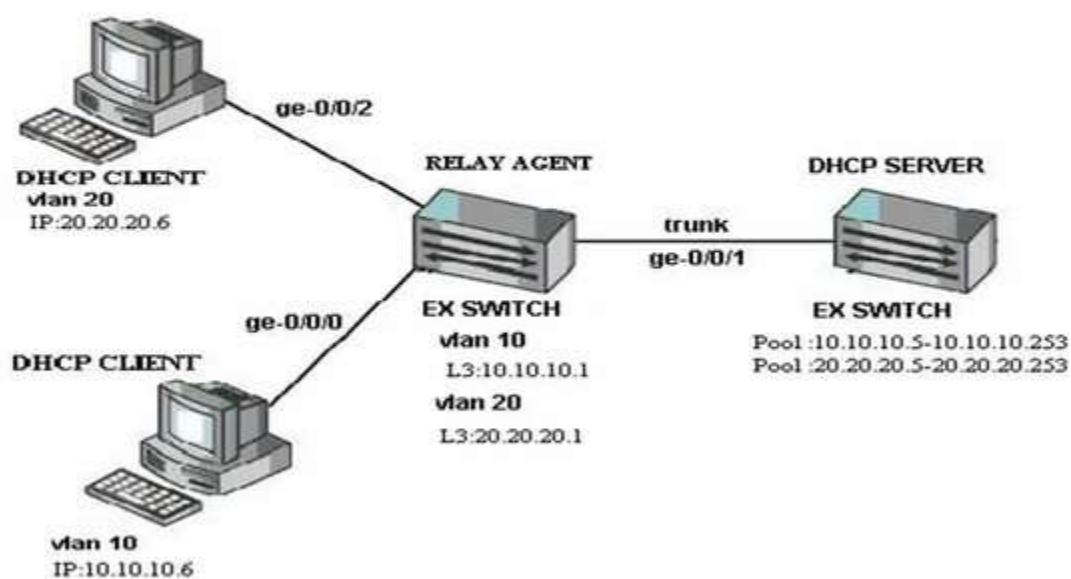 ge-0/0/2
DHCP CLIENT
vlan 20
IP:20.20.20.6
RELAY AGENT
DHCP SERVER
trunk
ge-0/0/1
ge-0/0/0
EX SWITCH
vlan 10
L3:10.10.10.1
vlan 20
L3:20.20.20.1
EX SWITCH
Pool :10.10.10.5-10.10.10.253
Pool :20.20.20.5-20.20.20.253
DHCP CLIENT
vlan 10
IP:10.10.10.6